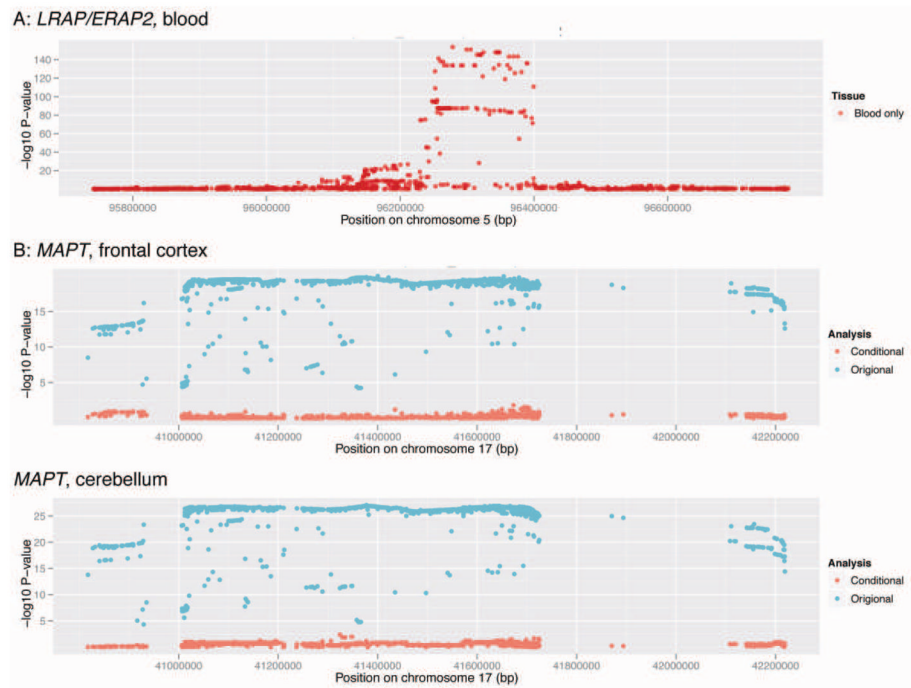 A: LRAP/ERAP2, blood
140
120
100
80
60
40
20
−log10 P−value
95800000 96000000 96200000 96400000 96600000
Position on chromosome 5 (bp)
Tissue
Blood only
B: MAPT, frontal cortex
15
10
5
−log10 P−value
41000000 41200000 41400000 41600000 41800000 42000000 42200000
Position on chromosome 17 (bp)
Analysis
Conditional
Origional
MAPT, cerebellum
25
20
15
10
5
−log10 P−value
41000000 41200000 41400000 41600000 41800000 42000000 42200000
Position on chromosome 17 (bp)
Analysis
Conditional
Origional